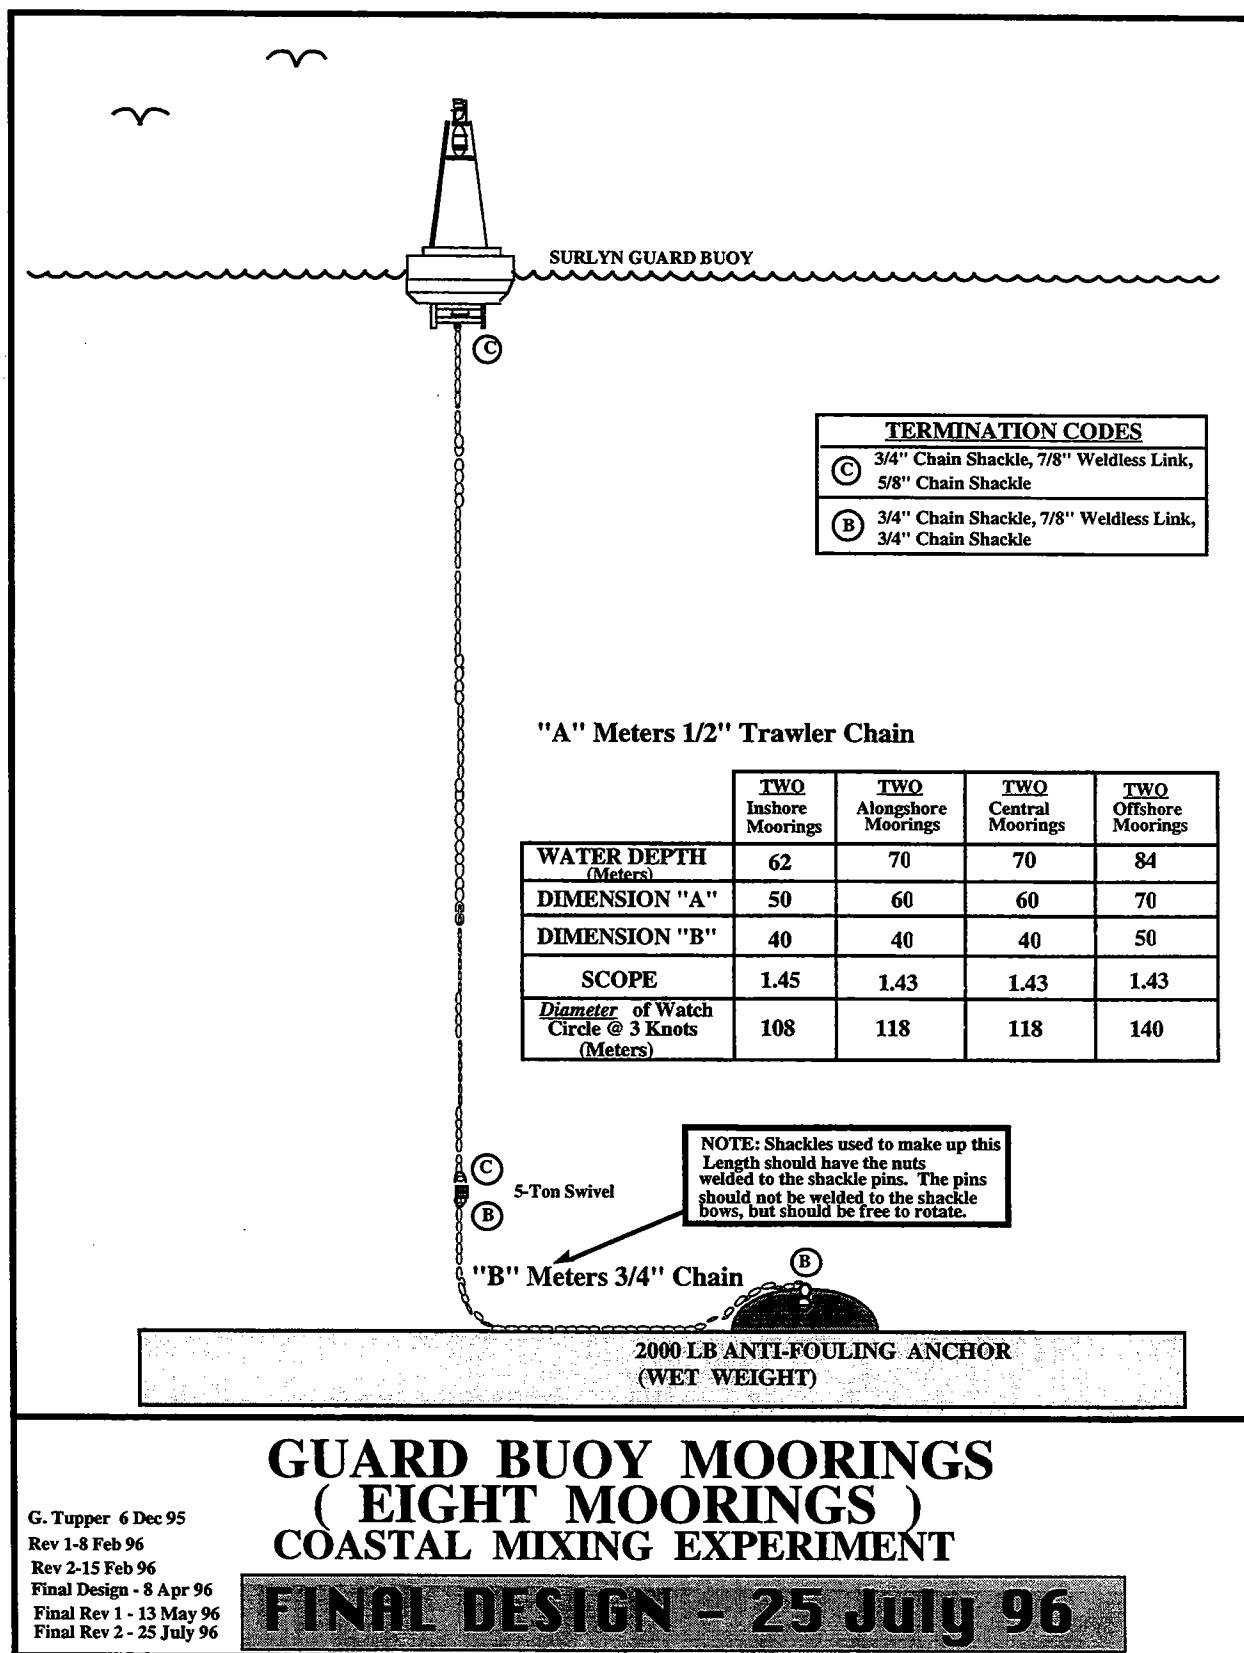 SURLYN GUARD BUOY
C
TERMINATION CODES
C 3/4" Chain Shackle, 7/8" Weldless Link,
5/8" Chain Shackle
B 3/4" Chain Shackle, 7/8" Weldless Link,
3/4" Chain Shackle
"A" Meters 1/2" Trawler Chain
TWO TWO TWO TWO
Inshore Alongshore Central Offshore
Moorings Moorings Moorings Moorings
WATER DEPTH 62 70 70 84
(Meters)
DIMENSION "A" 50 60 60 70
DIMENSION "B" 40 40 40 50
SCOPE 1.45 1.43 1.43 1.43
Diameter of Watch
Circle @ 3 Knots 108 118 118 140
(Meters)
NOTE: Shackles used to make up this
Length should have the nuts
welded to the shackle pins. The pins
should not be welded to the shackle
bows, but should be free to rotate.
C
5-Ton Swivel
B
"B" Meters 3/4" Chain
B
2000 LB ANTI-FOULING ANCHOR
(WET WEIGHT)
GUARD BUOY MOORINGS
( EIGHT MOORINGS )
COASTAL MIXING EXPERIMENT
G. Tupper 6 Dec 95
Rev 1-8 Feb 96
Rev 2-15 Feb 96
Final Design - 8 Apr 96
Final Rev 1 - 13 May 96
Final Rev 2 - 25 July 96
FINAL DESIGN - 25 July 96